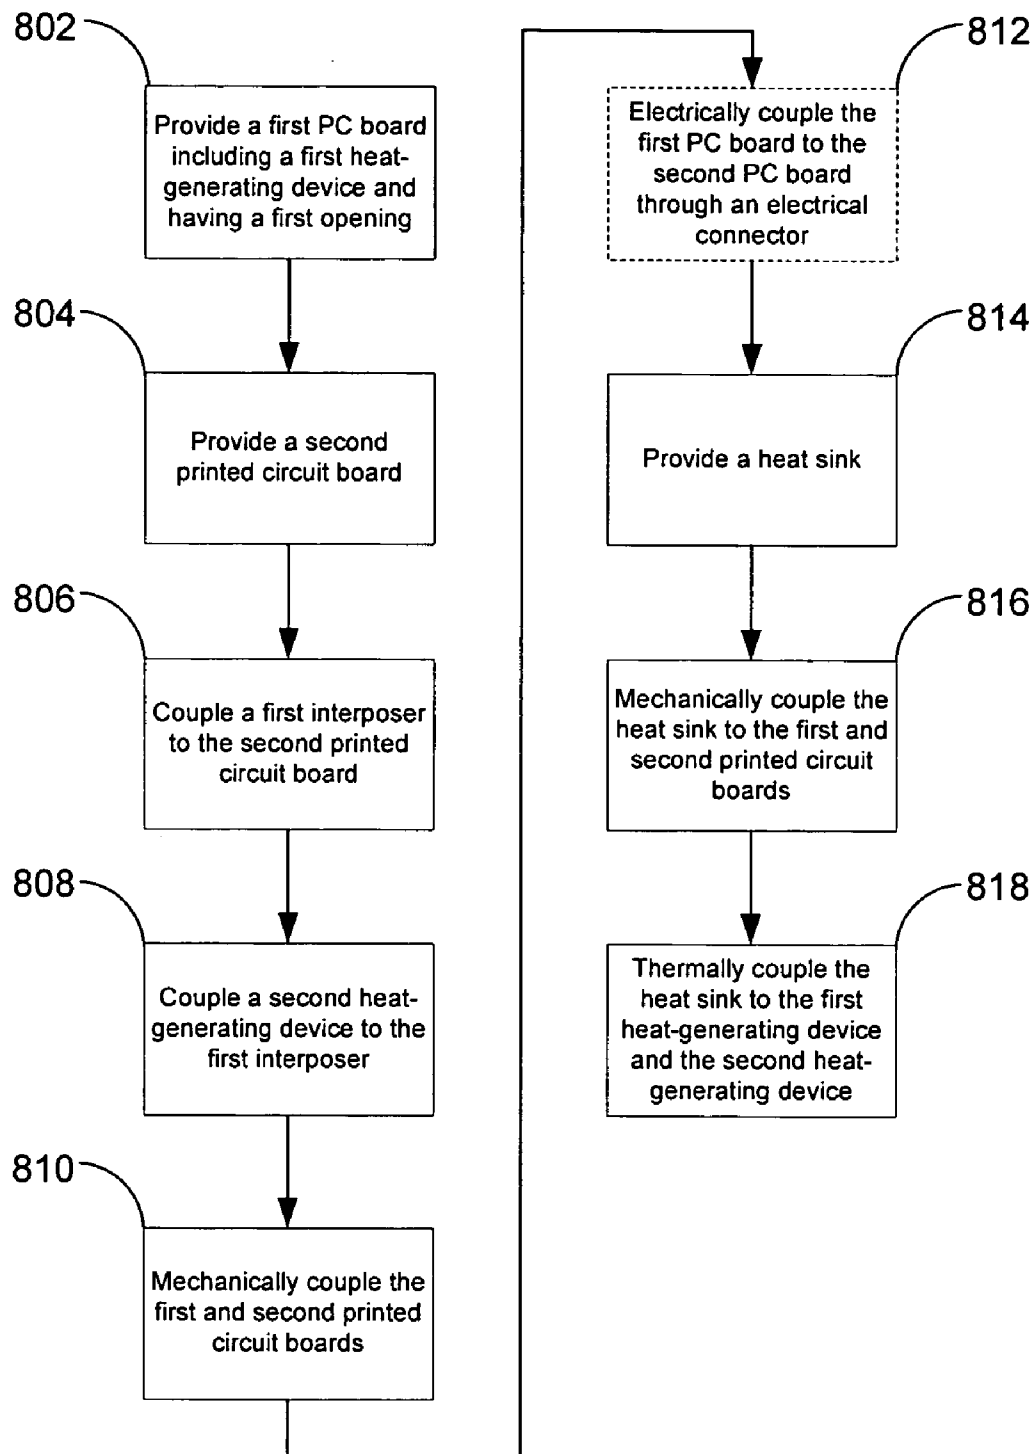 802
Provide a first PC board
including a first heat-
generating device and
having a first opening
804
Provide a second
printed circuit board
806
Couple a first interposer
to the second printed
circuit board
808
Couple a second heat-
generating device to the
first interposer
810
Mechanically couple the
first and second printed
circuit boards
812
Electrically couple the
first PC board to the
second PC board
through an electrical
connector
814
Provide a heat sink
816
Mechanically couple the
heat sink to the first and
second printed circuit
boards
818
Thermally couple the
heat sink to the first
heat-generating device
and the second heat-
generating device